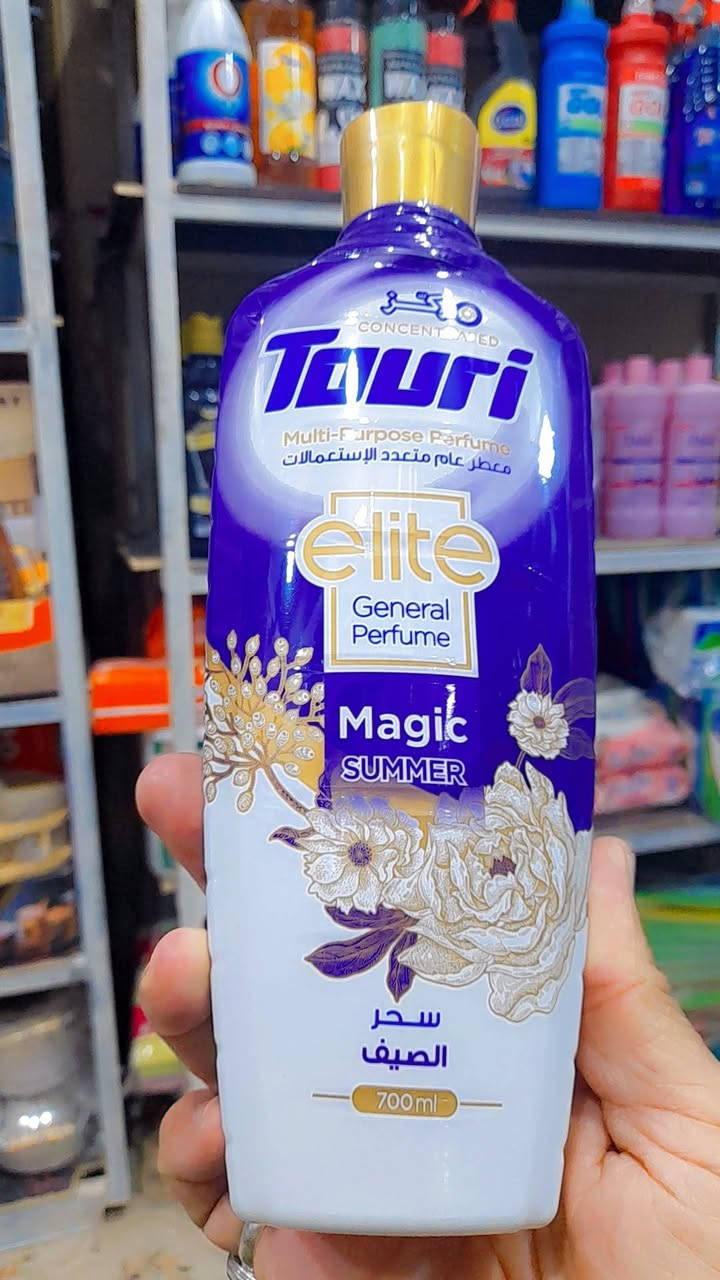 مركز
CONCENTRATED
Touri
Multi-Purpose Perfume
معطر عام متعدد الإستعمالات
elite
General
Perfume
Magic
SUMMER
سحر
الصيف
700ml